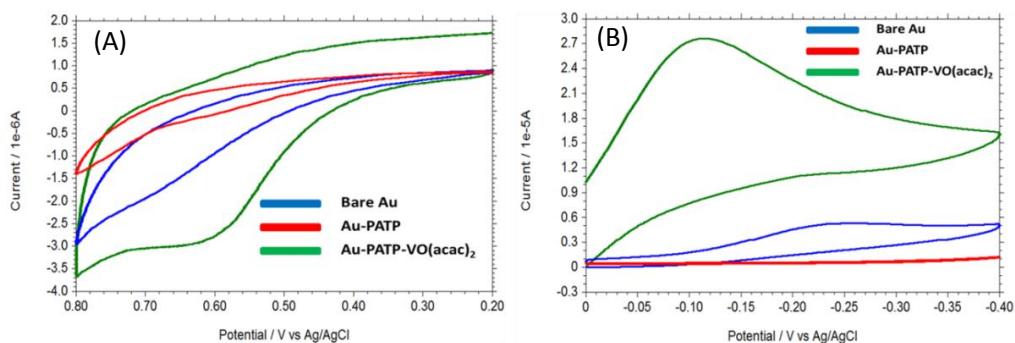 (A)
Current / 1e-6A
2.0
1.5
1.0
0.5
0
-0.5
-1.0
-1.5
-2.0
-2.5
-3.0
-3.5
-4.0
Bare Au
Au-PATP
Au-PATP-VO(acac)₂
0.80 0.70 0.60 0.50 0.40 0.30 0.20
Potential / V vs Ag/AgCl
(B)
Current / 1e-5A
3.0
2.7
2.4
2.1
1.8
1.5
1.2
0.9
0.6
0.3
0
-0.3
Bare Au
Au-PATP
Au-PATP-VO(acac)₂
0 -0.05 -0.10 -0.15 -0.20 -0.25 -0.30 -0.35 -0.40
Potential / V vs Ag/AgCl